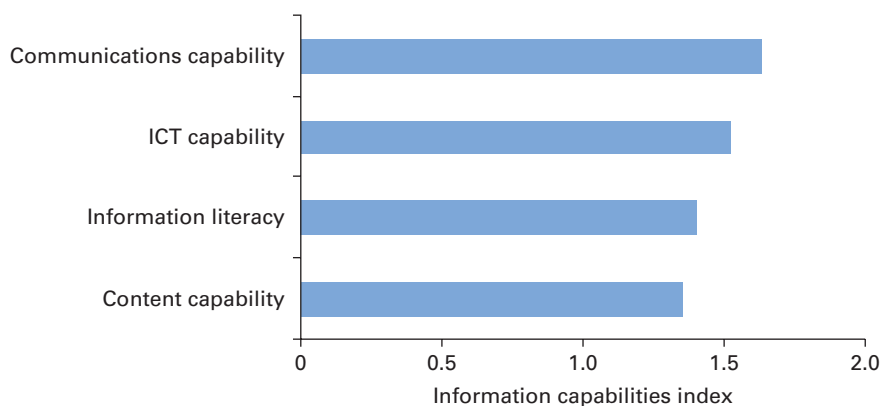 Communications capability
ICT capability
Information literacy
Content capability
0 0.5 1.0 1.5 2.0
Information capabilities index